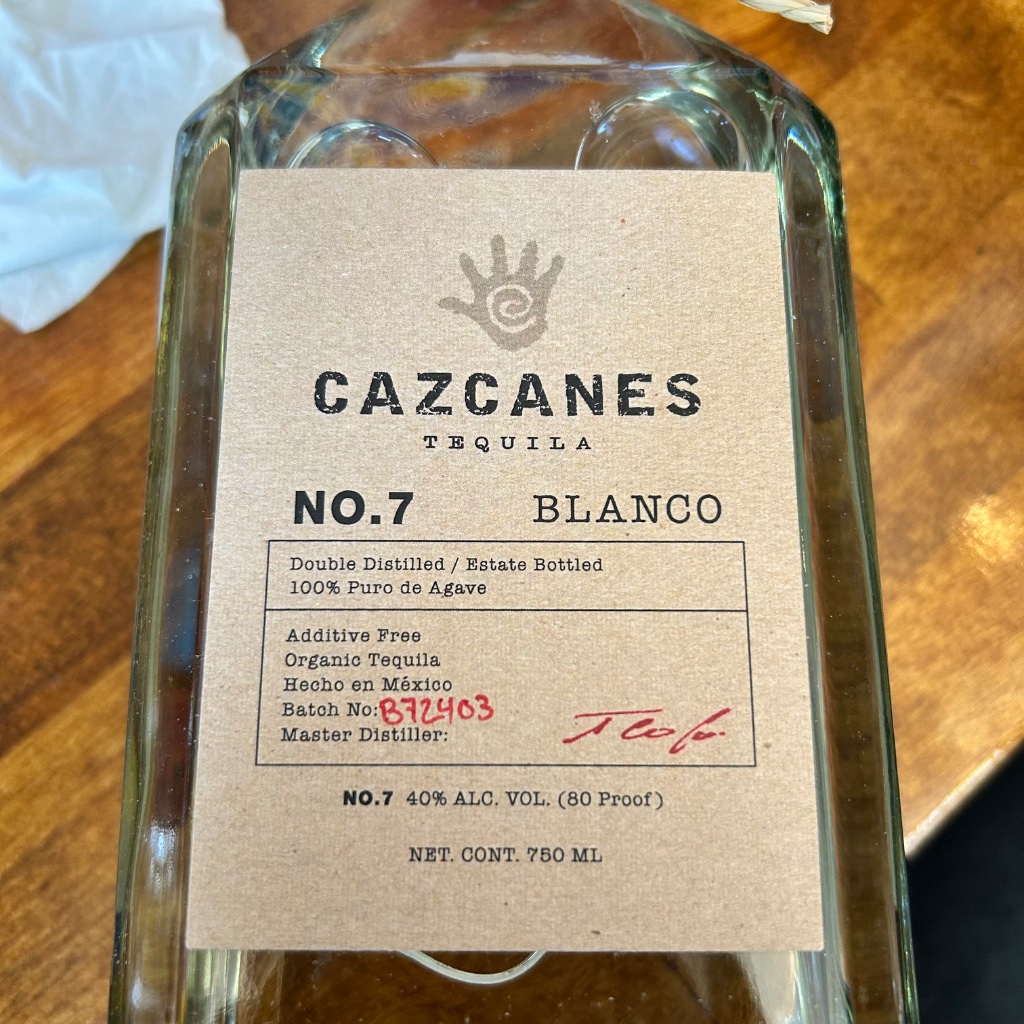 CAZCANES
TEQUILA
NO.7 BLANCO
Double Distilled / Estate Bottled
100% Puro de Agave
Additive Free
Organic Tequila
Hecho en México
Batch No: B72403
Master Distiller:
NO.7 40% ALC. VOL. (80 Proof)
NET. CONT. 750 ML